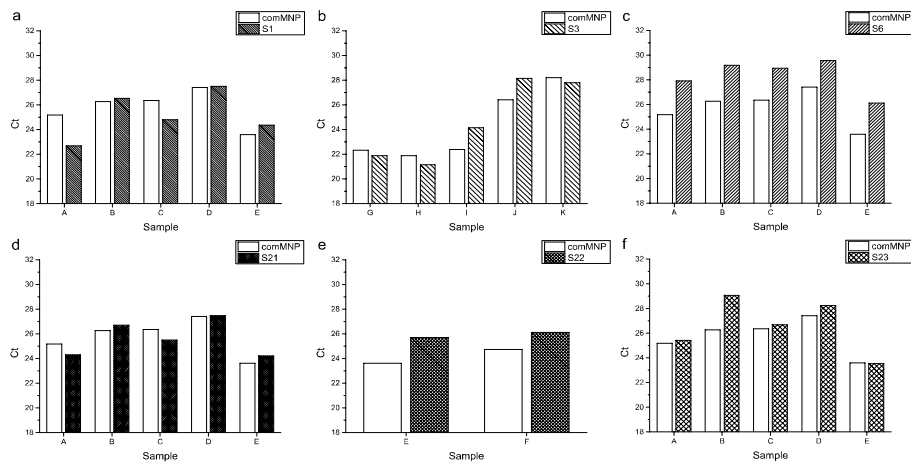 a
comMNP
S1
32
30
28
26
24
22
20
18
Ct
A B C D E
Sample
b
comMNP
S3
32
30
28
26
24
22
20
18
Ct
G H I J K
Sample
c
comMNP
S6
32
30
28
26
24
22
20
18
Ct
A B C D E
Sample
d
comMNP
S21
32
30
28
26
24
22
20
18
Ct
A B C D E
Sample
e
comMNP
S22
32
30
28
26
24
22
20
18
Ct
E F
Sample
f
comMNP
S23
32
30
28
26
24
22
20
18
Ct
A B C D E
Sample